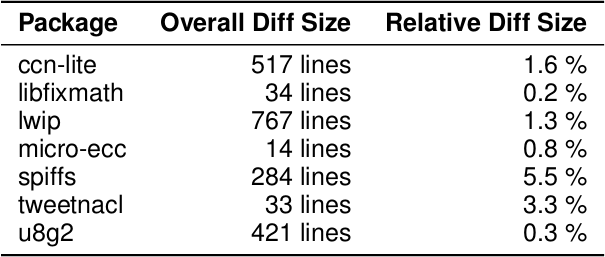 Package Overall Diff Size Relative Diff Size
ccn-lite 517 lines 1.6 %
libfixmath 34 lines 0.2 %
lwip 767 lines 1.3 %
micro-ecc 14 lines 0.8 %
spiffs 284 lines 5.5 %
tweetnacl 33 lines 3.3 %
u8g2 421 lines 0.3 %